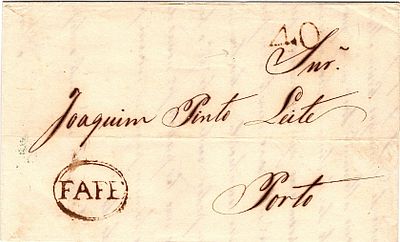 40
Snr.
Joaquim Pinto Leite
FAFE
Porto